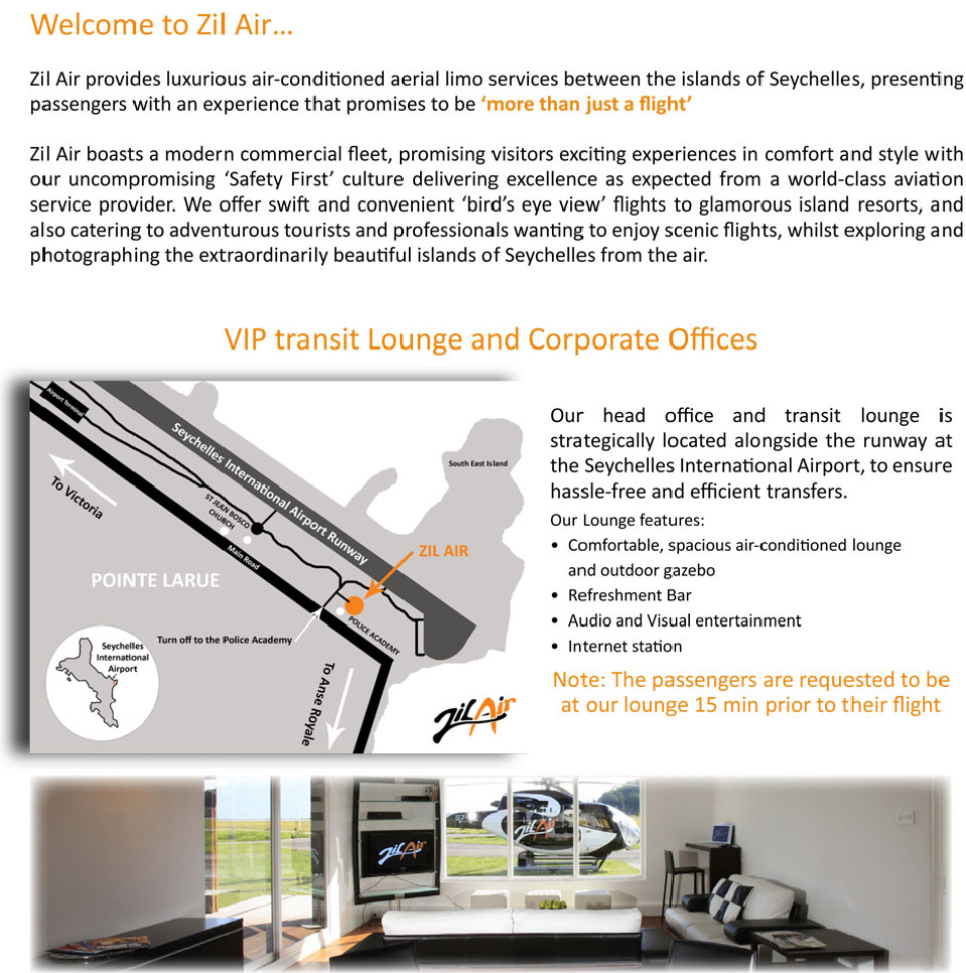 Welcome to Zil Air...
Zil Air provides luxurious air-conditioned aerial limo services between the islands of Seychelles, presenting
passengers with an experience that promises to be ‘more than just a flight’
Zil Air boasts a modern commercial fleet, promising visitors exciting experiences in comfort and style with
our uncompromising ‘Safety First’ culture delivering excellence as expected from a world-class aviation
service provider. We offer swift and convenient ‘bird’s eye view’ flights to glamorous island resorts, and
also catering to adventurous tourists and professionals wanting to enjoy scenic flights, whilst exploring and
photographing the extraordinarily beautiful islands of Seychelles from the air.
VIP transit Lounge and Corporate Offices
Airport Terminal
Seychelles International Airport Runway
South East Island
To Victoria
ST JEAN BOSCO
CHURCH
Main Road
ZIL AIR
POINTE LARUE
POLICE ACADEMY
Turn off to the Police Academy
Seychelles
International
Airport
To Anse Royale
Zil Air
Our head office and transit lounge is
strategically located alongside the runway at
the Seychelles International Airport, to ensure
hassle-free and efficient transfers.
Our Lounge features:
• Comfortable, spacious air-conditioned lounge
and outdoor gazebo
• Refreshment Bar
• Audio and Visual entertainment
• Internet station
Note: The passengers are requested to be
at our lounge 15 min prior to their flight
Zil Air
Zil Air